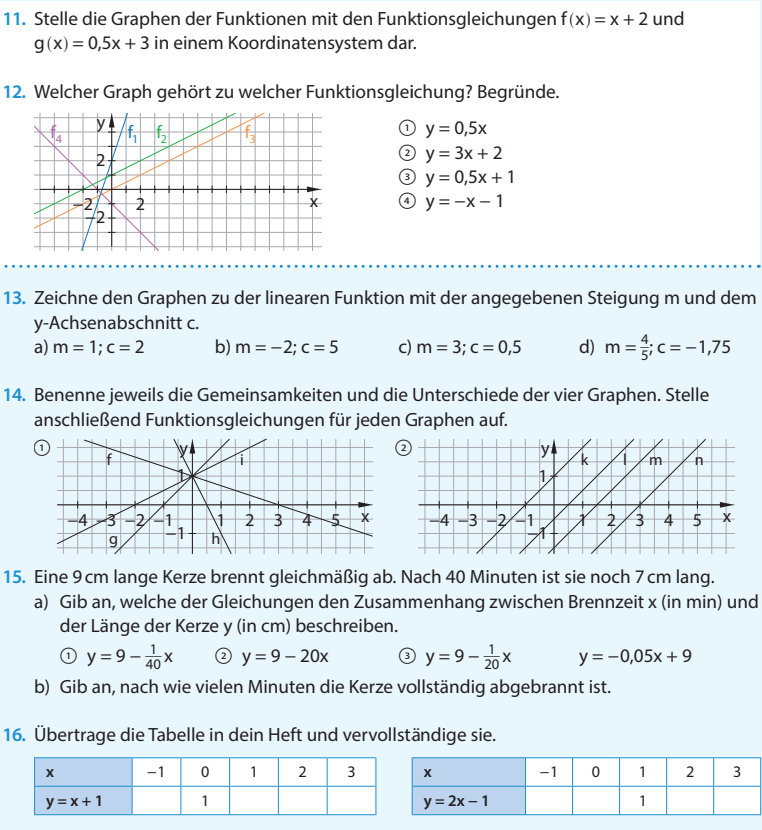 11. Stelle die Graphen der Funktionen mit den Funktionsgleichungen f(x) = x + 2 und
g(x) = 0,5x + 3 in einem Koordinatensystem dar.
12. Welcher Graph gehört zu welcher Funktionsgleichung? Begründe.
f₄ y f₁ f₂ f₃
2
−2 2 x
−2
① y = 0,5x
② y = 3x + 2
③ y = 0,5x + 1
④ y = −x − 1
13. Zeichne den Graphen zu der linearen Funktion mit der angegebenen Steigung m und dem
y-Achsenabschnitt c.
a) m = 1; c = 2 b) m = −2; c = 5 c) m = 3; c = 0,5 d) m = 4/5; c = −1,75
14. Benenne jeweils die Gemeinsamkeiten und die Unterschiede der vier Graphen. Stelle
anschließend Funktionsgleichungen für jeden Graphen auf.
①
f y i
1
−4 −3 −2 −1 1 2 3 4 5 x
g −1 h
②
y k l m n
1
−4 −3 −2 −1 1 2 3 4 5 x
−1
15. Eine 9 cm lange Kerze brennt gleichmäßig ab. Nach 40 Minuten ist sie noch 7 cm lang.
a) Gib an, welche der Gleichungen den Zusammenhang zwischen Brennzeit x (in min) und
der Länge der Kerze y (in cm) beschreiben.
① y = 9 − 1/40 x ② y = 9 − 20x ③ y = 9 − 1/20 x y = −0,05x + 9
b) Gib an, nach wie vielen Minuten die Kerze vollständig abgebrannt ist.
16. Übertrage die Tabelle in dein Heft und vervollständige sie.
x −1 0 1 2 3
y = x + 1 1
x −1 0 1 2 3
y = 2x − 1 1